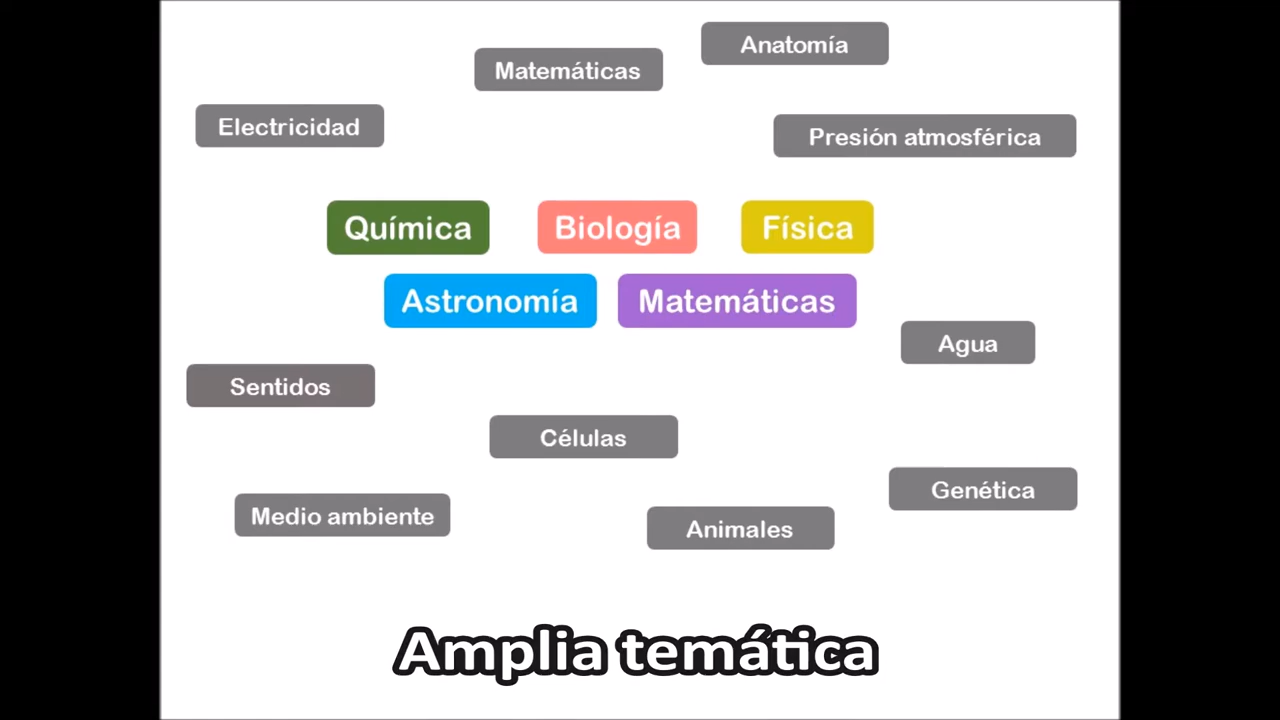 Anatomía
Matemáticas
Electricidad
Presión atmosférica
Química
Biología
Física
Astronomía
Matemáticas
Agua
Sentidos
Células
Genética
Medio ambiente
Animales
Amplia temática